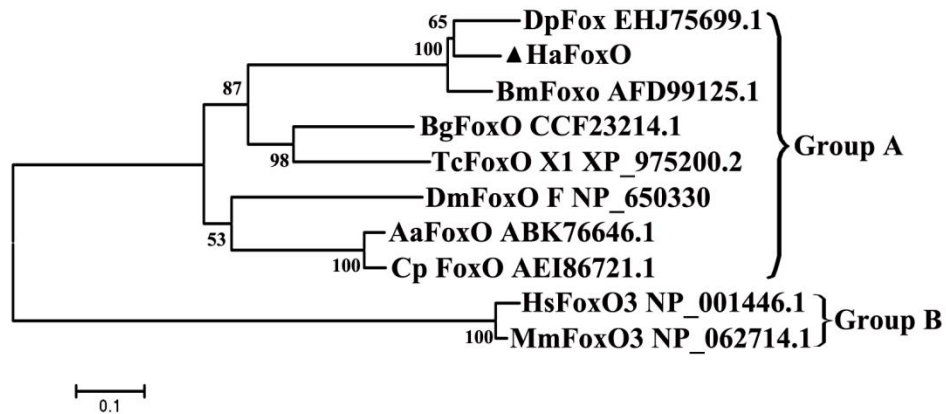 65
DpFox EHJ75699.1
100
▲HaFoxO
BmFoxo AFD99125.1
87
BgFoxO CCF23214.1
98
TcFoxO X1 XP_975200.2
Group A
DmFoxO F NP_650330
53
AaFoxO ABK76646.1
100
Cp FoxO AEI86721.1
HsFoxO3 NP_001446.1
100
MmFoxO3 NP_062714.1
Group B
0.1